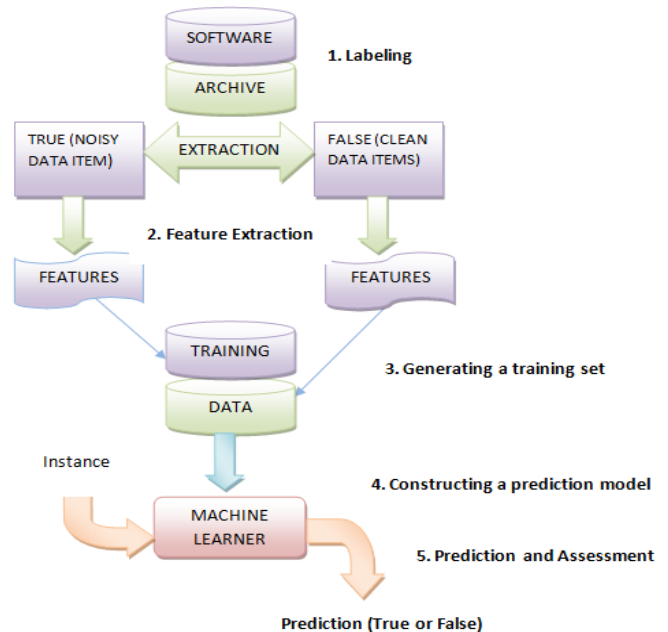 SOFTWARE
1. Labeling
ARCHIVE
TRUE (NOISY
DATA ITEM)
EXTRACTION
FALSE (CLEAN
DATA ITEMS)
2. Feature Extraction
FEATURES
FEATURES
TRAINING
3. Generating a training set
DATA
Instance
4. Constructing a prediction model
MACHINE
LEARNER
5. Prediction and Assessment
Prediction (True or False)